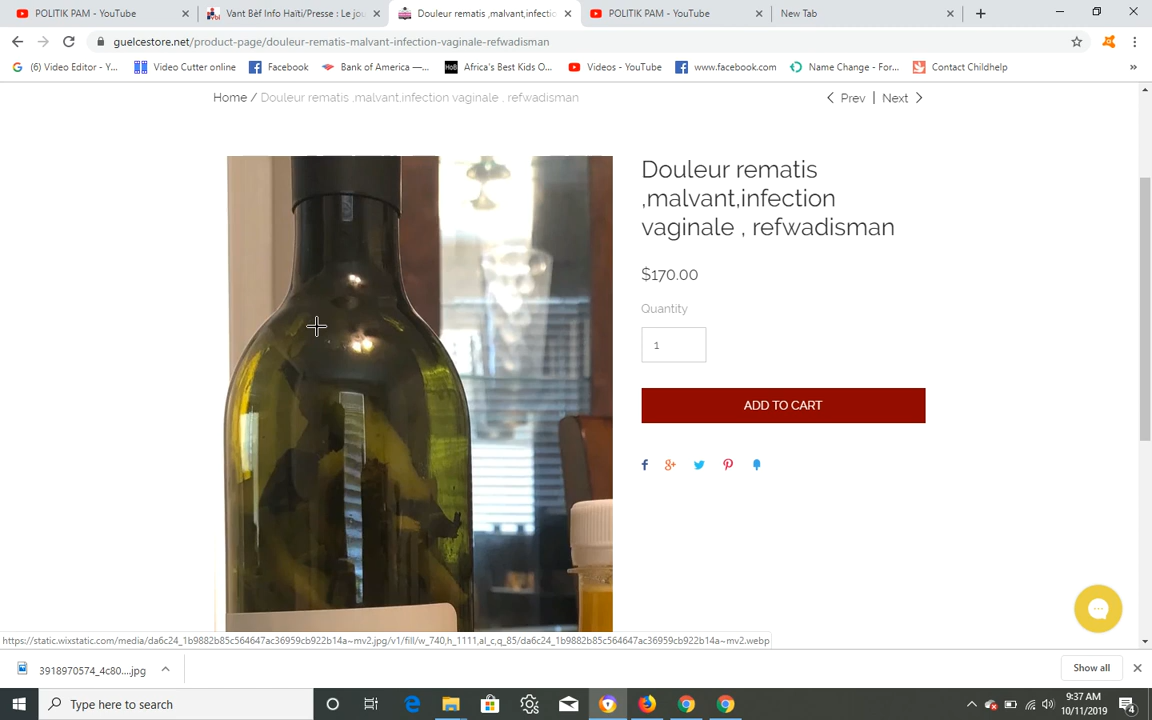 POLITIK PAM - YouTube
Vant Bèf Info Haïti/Presse : Le jou
Douleur rematis ,malvant,infectio
POLITIK PAM - YouTube
New Tab
guelcestore.net/product-page/douleur-rematis-malvant-infection-vaginale-refwadisman
(6) Video Editor - Y...
Video Cutter online
Facebook
Bank of America —...
HoB
Africa's Best Kids O...
Videos - YouTube
www.facebook.com
Name Change - For...
Contact Childhelp
»
Home / Douleur rematis ,malvant,infection vaginale , refwadisman
Prev | Next
Douleur rematis
,malvant,infection
vaginale , refwadisman
$170.00
Quantity
1
ADD TO CART
https://static.wixstatic.com/media/da6c24_1b9882b85c564647ac36959cb922b14a~mv2.jpg/v1/fill/w_740,h_1111,al_c,q_85/da6c24_1b9882b85c564647ac36959cb922b14a~mv2.webp
3918970574_4c80....jpg
Show all
Type here to search
9:37 AM
10/11/2019
4